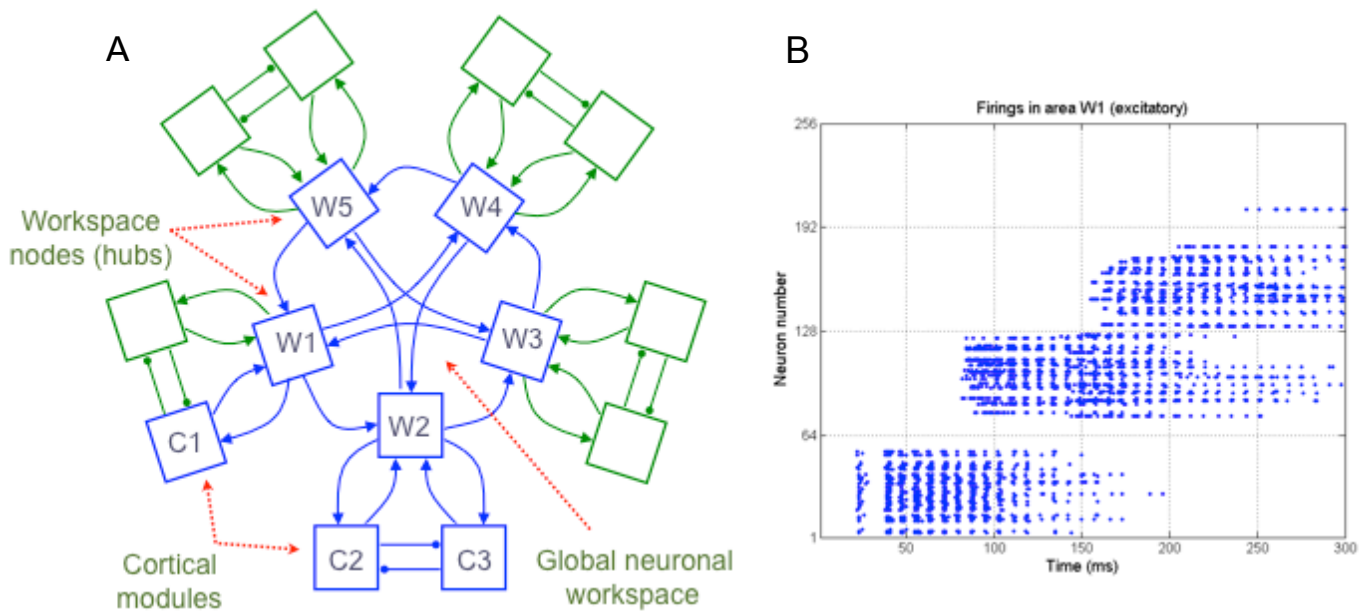 A
B
W5
W4
Workspace
nodes (hubs)
W1
W3
W2
C1
C2
C3
Cortical
modules
Global neuronal
workspace
Firings in area W1 (excitatory)
Neuron number
256
192
128
64
1
50
100
150
200
250
300
Time (ms)